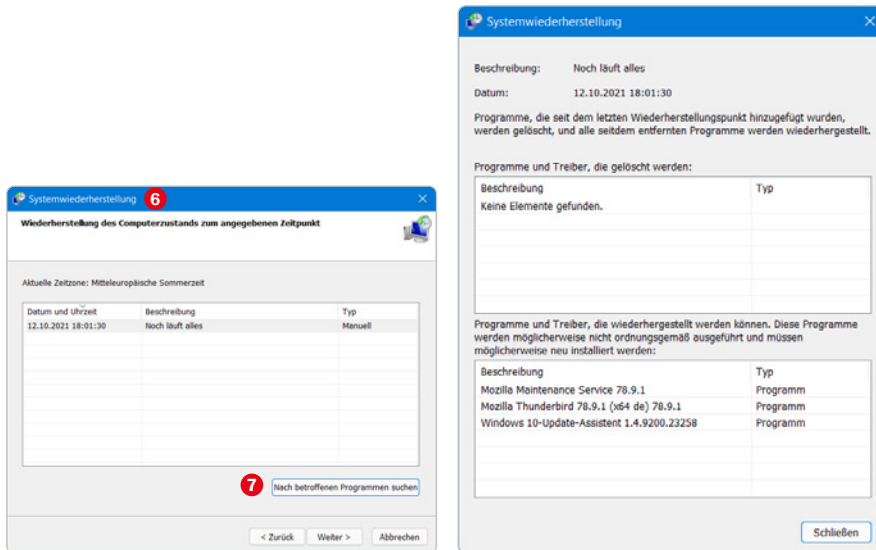 Systemwiederherstellung 6
Wiederherstellung des Computerzustands zum angegebenen Zeitpunkt
Aktuelle Zeitzone: Mitteleuropäische Sommerzeit
Datum und Uhrzeit Beschreibung Typ
12.10.2021 18:01:30 Noch läuft alles Manuell
7 Nach betroffenen Programmen suchen
< Zurück Weiter > Abbrechen
Systemwiederherstellung
Beschreibung: Noch läuft alles
Datum: 12.10.2021 18:01:30
Programme, die seit dem letzten Wiederherstellungspunkt hinzugefügt wurden,
werden gelöscht, und alle seitdem entfernten Programme werden wiederhergestellt.
Programme und Treiber, die gelöscht werden:
Beschreibung Typ
Keine Elemente gefunden.
Programme und Treiber, die wiederhergestellt werden können. Diese Programme
werden möglicherweise nicht ordnungsgemäß ausgeführt und müssen
möglicherweise neu installiert werden:
Beschreibung Typ
Mozilla Maintenance Service 78.9.1 Programm
Mozilla Thunderbird 78.9.1 (x64 de) 78.9.1 Programm
Windows 10-Update-Assistent 1.4.9200.23258 Programm
Schließen